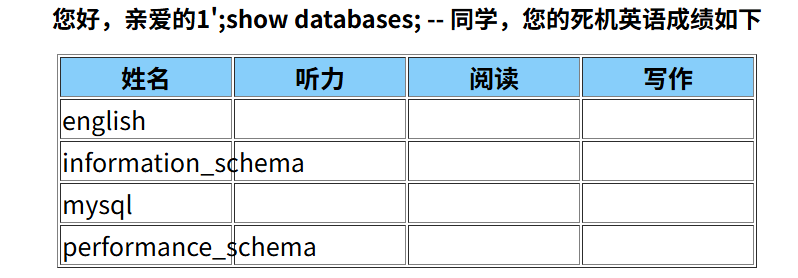 您好，亲爱的1';show databases; -- 同学，您的死机英语成绩如下
姓名 听力 阅读 写作
english
information_schema
mysql
performance_schema